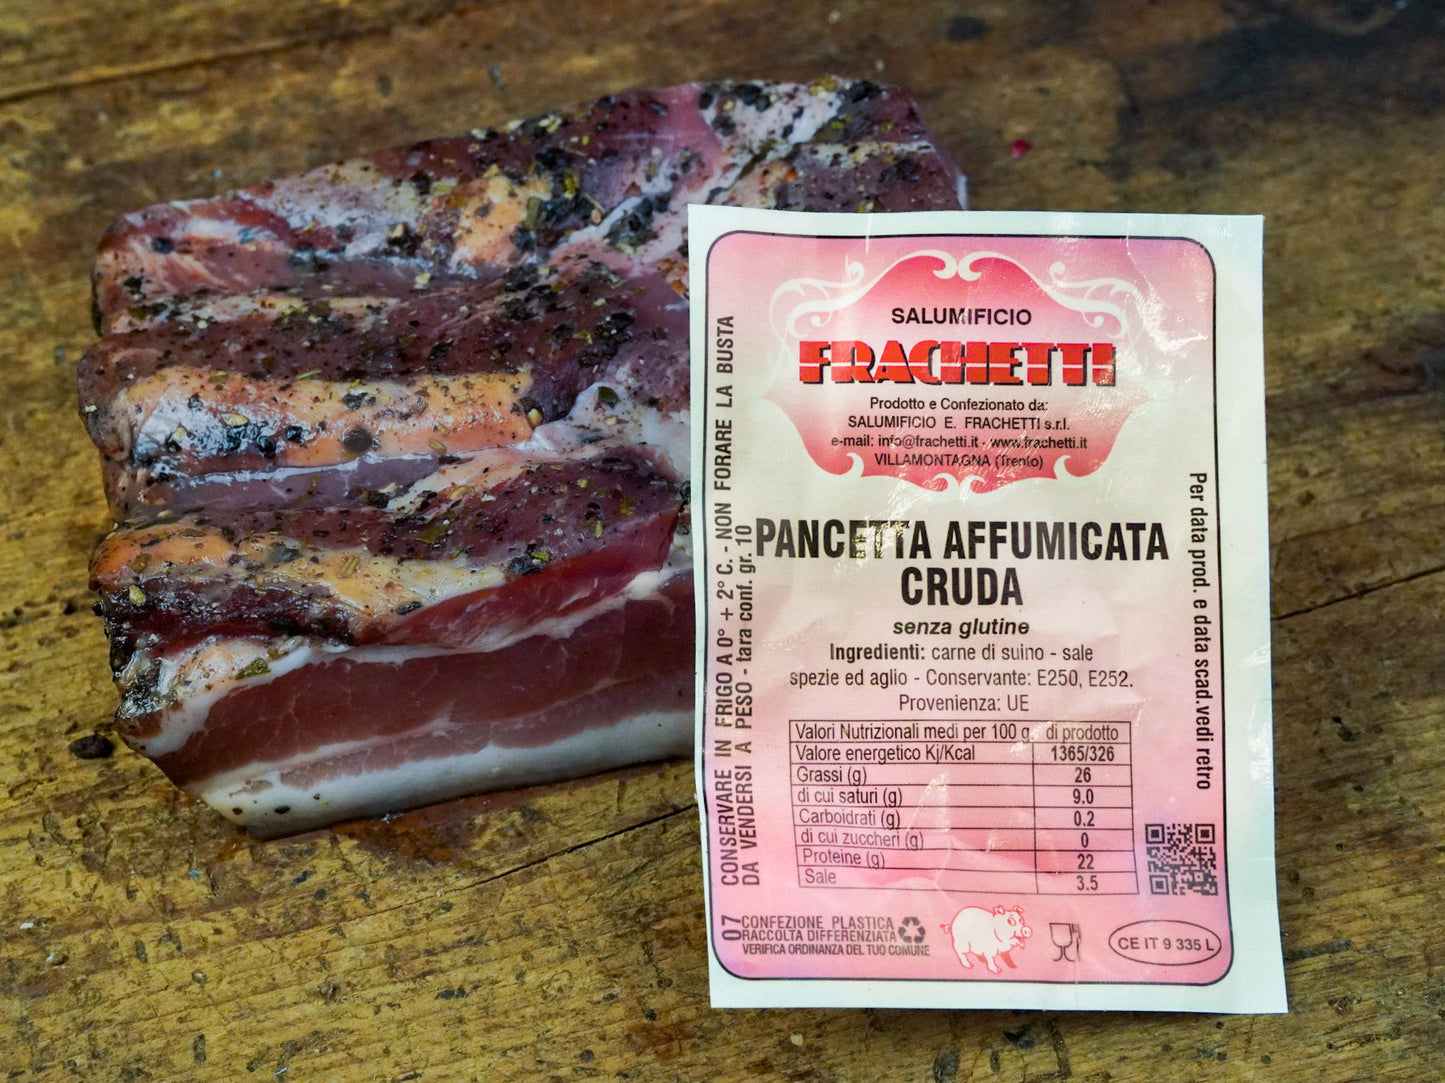 SALUMIFICIO
FRACHETTI
Prodotto e Confezionato da:
SALUMIFICIO E. FRACHETTI s.r.l.
e-mail: info@frachetti.it - www.frachetti.it
VILLAMONTAGNA (Trento)
PANCETTA AFFUMICATA
CRUDA
senza glutine
Ingredienti: carne di suino - sale
spezie ed aglio - Conservante: E250, E252.
Provenienza: UE
Valori Nutrizionali medi per 100 g. di prodotto
Valore energetico Kj/Kcal 1365/326
Grassi (g) 26
di cui saturi (g) 9.0
Carboidrati (g) 0.2
di cui zuccheri (g) 0
Proteine (g) 22
Sale 3.5
CONSERVARE IN FRIGO A 0° + 2° C. - NON FORARE LA BUSTA
DA VENDERSI A PESO - tara conf. gr. 10
Per data prod. e data scad.vedi retro
07
CONFEZIONE PLASTICA
RACCOLTA DIFFERENZIATA
VERIFICA ORDINANZA DEL TUO COMUNE
CE IT 9 335 L